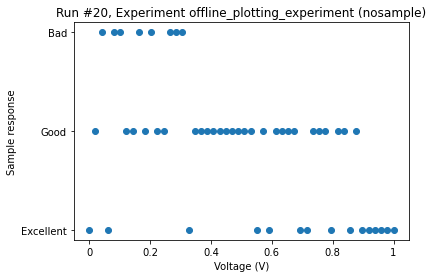 Run #20, Experiment offline_plotting_experiment (nosample)
Bad
Good
Excellent
Sample response
0 0.2 0.4 0.6 0.8 1
Voltage (V)